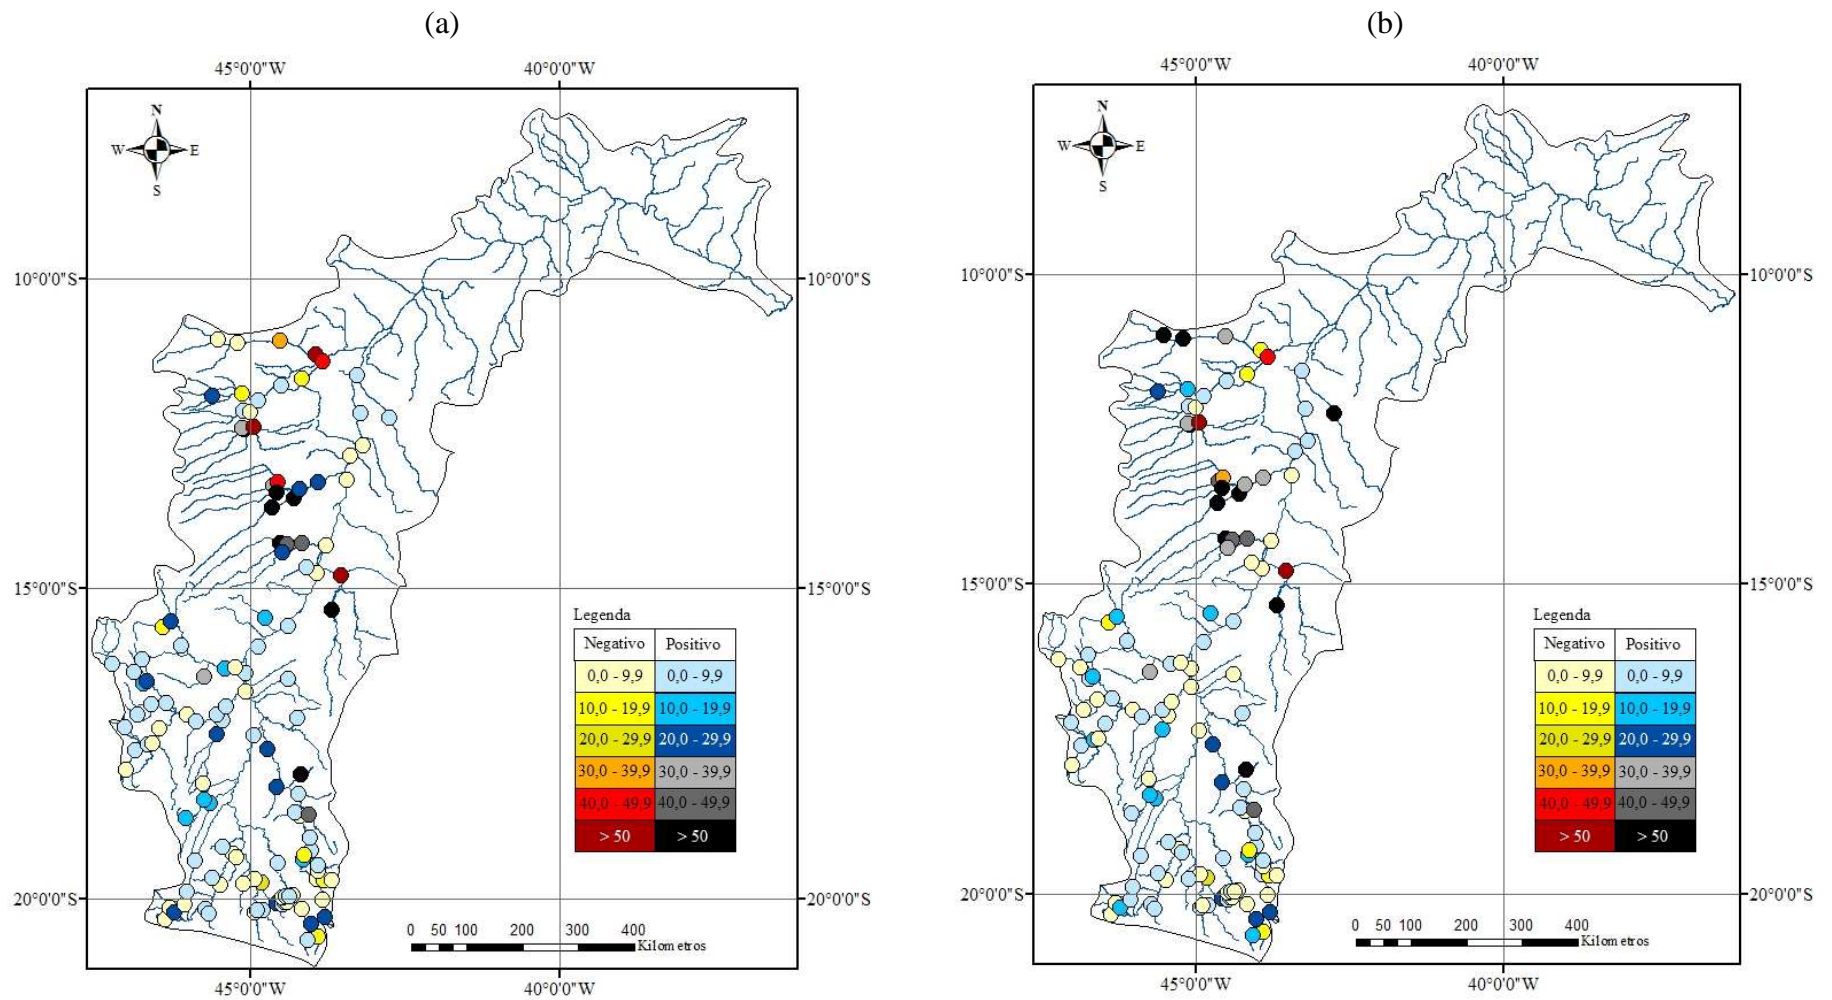 (a)
45°0'0"W 40°0'0"W
N
W E
S
10°0'0"S 10°0'0"S
15°0'0"S 15°0'0"S
Legenda
Negativo Positivo
0,0 - 9,9 0,0 - 9,9
10,0 - 19,9 10,0 - 19,9
20,0 - 29,9 20,0 - 29,9
30,0 - 39,9 30,0 - 39,9
40,0 - 49,9 40,0 - 49,9
> 50 > 50
20°0'0"S 20°0'0"S
0 50 100 200 300 400
Kilometros
45°0'0"W 40°0'0"W
(b)
45°0'0"W 40°0'0"W
N
W E
S
10°0'0"S 10°0'0"S
15°0'0"S 15°0'0"S
Legenda
Negativo Positivo
0,0 - 9,9 0,0 - 9,9
10,0 - 19,9 10,0 - 19,9
20,0 - 29,9 20,0 - 29,9
30,0 - 39,9 30,0 - 39,9
40,0 - 49,9 40,0 - 49,9
> 50 > 50
20°0'0"S 20°0'0"S
0 50 100 200 300 400
Kilometros
45°0'0"W 40°0'0"W